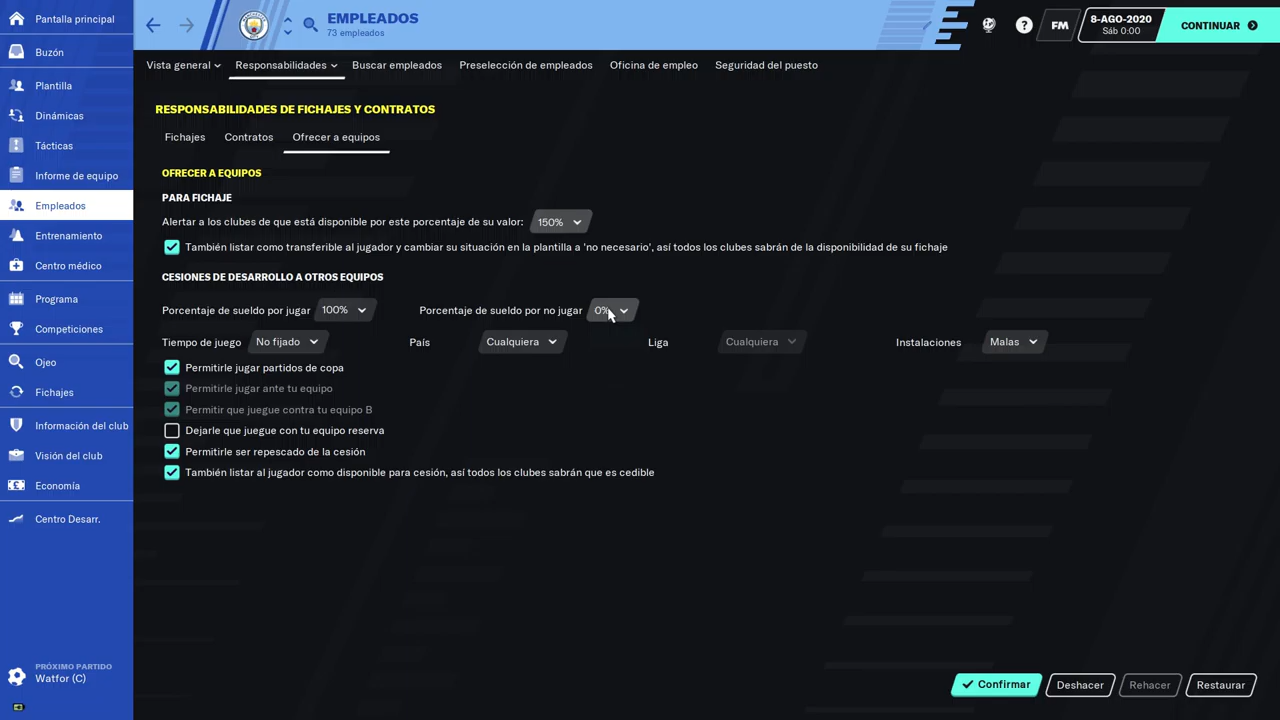 Pantalla principal
Buzón
Plantilla
Dinámicas
Tácticas
Informe de equipo
Empleados
Entrenamiento
Centro médico
Programa
Competiciones
Ojeo
Fichajes
Información del club
Visión del club
Economía
Centro Desarr.
PRÓXIMO PARTIDO
Watfor (C)
EMPLEADOS
73 empleados
? FM 8-AGO-2020 CONTINUAR
Sáb 0:00
Vista general Responsabilidades Buscar empleados Preselección de empleados Oficina de empleo Seguridad del puesto
RESPONSABILIDADES DE FICHAJES Y CONTRATOS
Fichajes Contratos Ofrecer a equipos
OFRECER A EQUIPOS
PARA FICHAJE
Alertar a los clubes de que está disponible por este porcentaje de su valor: 150%
También listar como transferible al jugador y cambiar su situación en la plantilla a 'no necesario', así todos los clubes sabrán de la disponibilidad de su fichaje
CESIONES DE DESARROLLO A OTROS EQUIPOS
Porcentaje de sueldo por jugar 100% Porcentaje de sueldo por no jugar 0%
Tiempo de juego No fijado País Cualquiera Liga Cualquiera Instalaciones Malas
Permitirle jugar partidos de copa
Permitirle jugar ante tu equipo
Permitir que juegue contra tu equipo B
Dejarle que juegue con tu equipo reserva
Permitirle ser repescado de la cesión
También listar al jugador como disponible para cesión, así todos los clubes sabrán que es cedible
Confirmar Deshacer Rehacer Restaurar